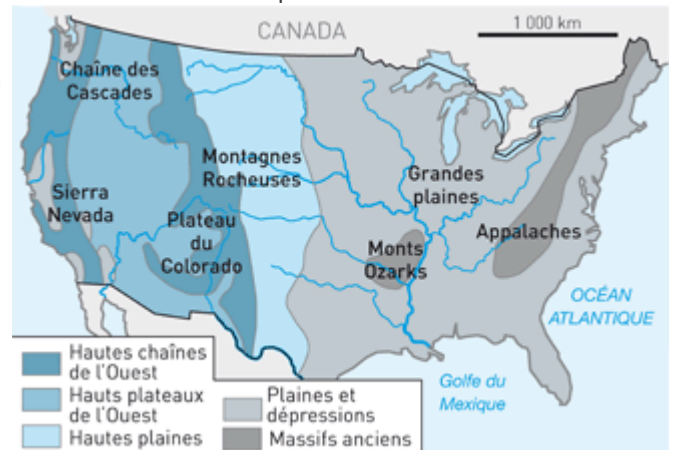 CANADA
1 000 km
Chaîne des
Cascades
Montagnes
Rocheuses
Grandes
plaines
Sierra
Nevada
Plateau
du
Colorado
Monts
Ozarks
Appalaches
OCÉAN
ATLANTIQUE
Golfe du
Mexique
Hautes chaînes
de l'Ouest
Hauts plateaux
de l'Ouest
Hautes plaines
Plaines et
dépressions
Massifs anciens